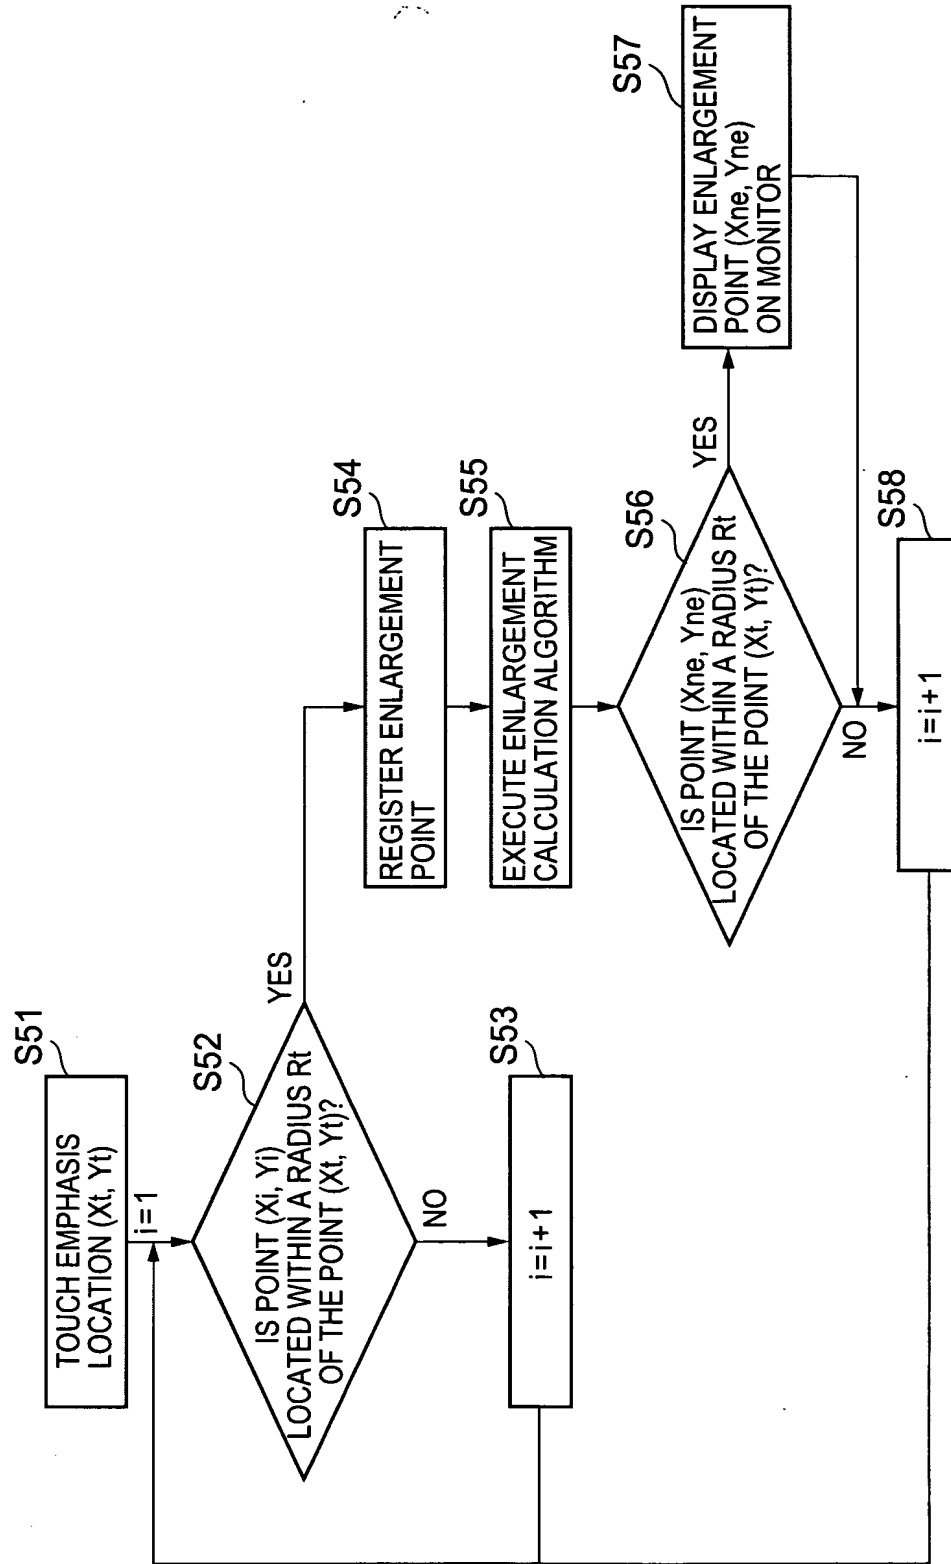 S51
TOUCH EMPHASIS
LOCATION (Xt, Yt)
i=1
S52
IS POINT (Xi, Yi)
LOCATED WITHIN A RADIUS Rt
OF THE POINT (Xt, Yt)?
YES
NO
S53
i=i+1
S54
REGISTER ENLARGEMENT
POINT
S55
EXECUTE ENLARGEMENT
CALCULATION ALGORITHM
S56
IS POINT (Xne, Yne)
LOCATED WITHIN A RADIUS Rt
OF THE POINT (Xt, Yt)?
YES
NO
S57
DISPLAY ENLARGEMENT
POINT (Xne, Yne)
ON MONITOR
S58
i=i+1